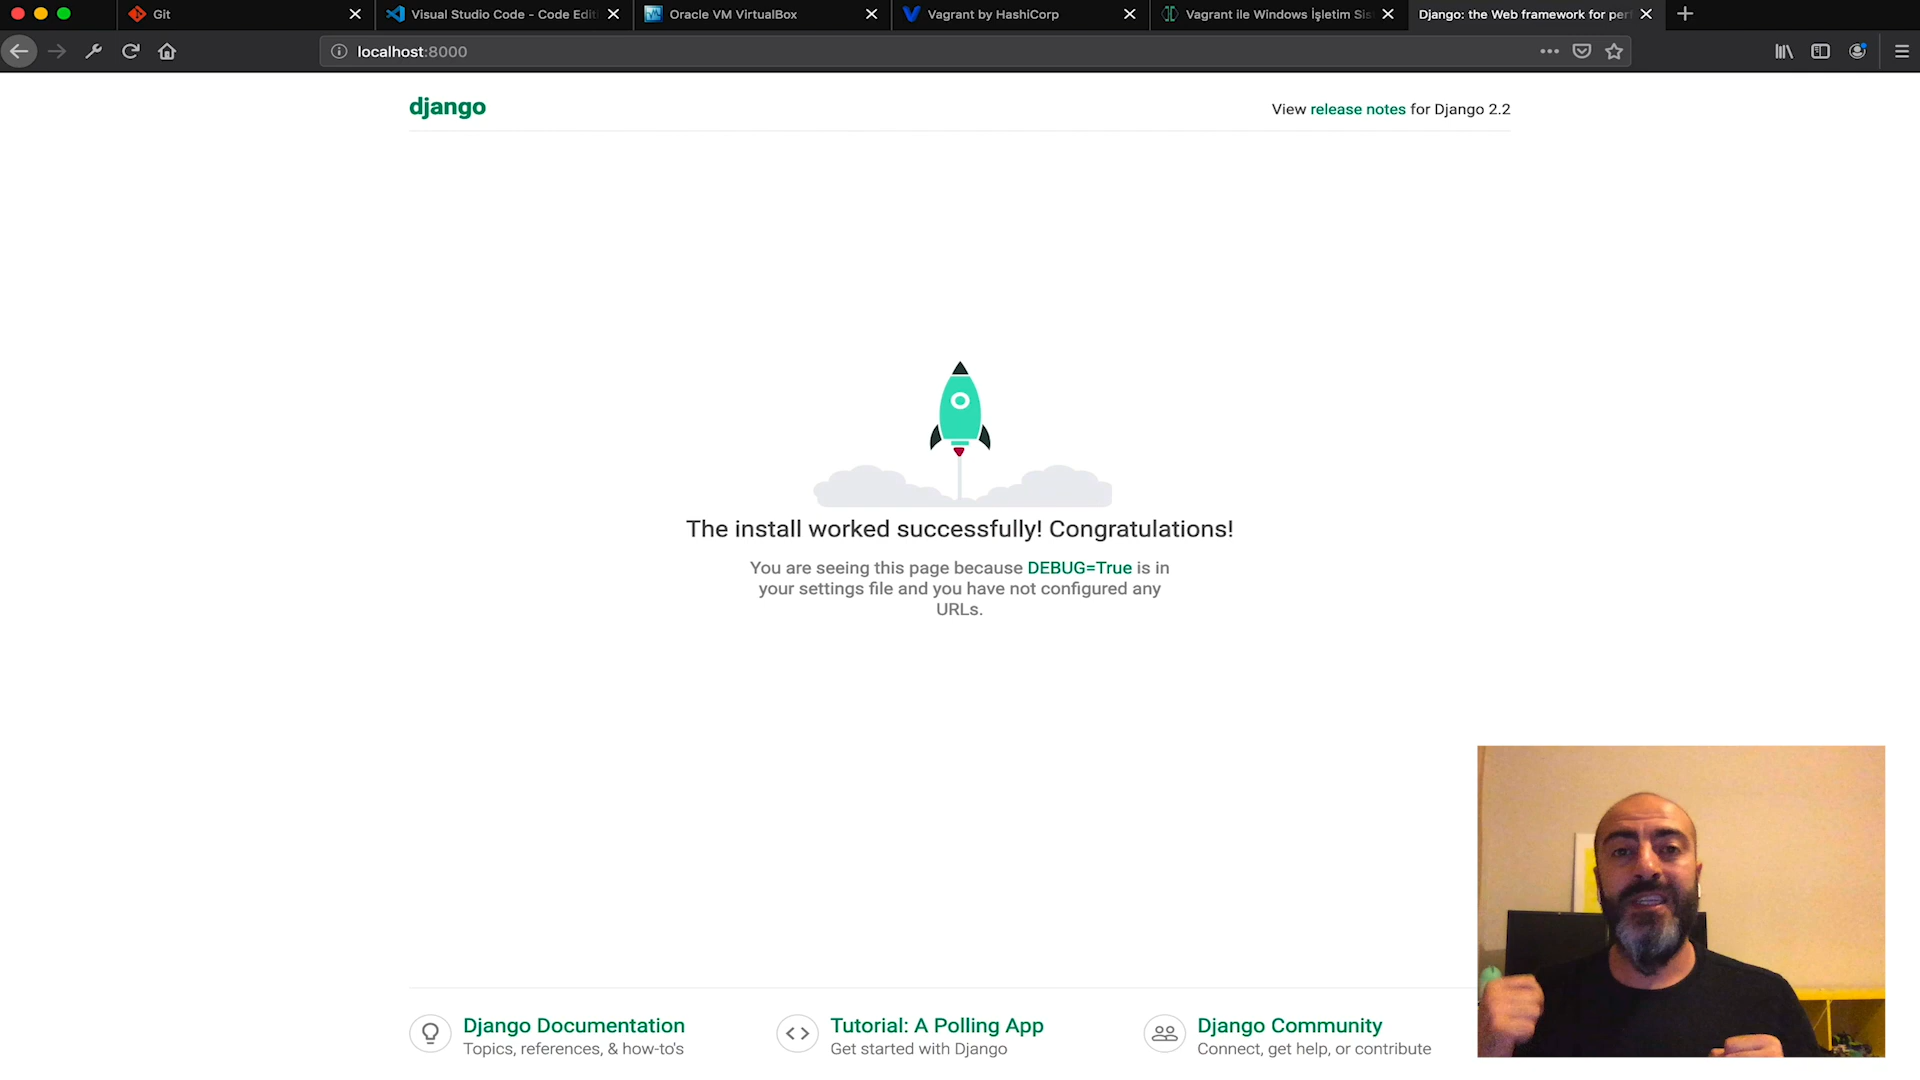 Git
Visual Studio Code - Code Editi
Oracle VM VirtualBox
Vagrant by HashiCorp
Vagrant ile Windows İşletim Sis
Django: the Web framework for per
localhost:8000
django
View release notes for Django 2.2
The install worked successfully! Congratulations!
You are seeing this page because DEBUG=True is in
your settings file and you have not configured any
URLs.
Django Documentation
Topics, references, & how-to's
Tutorial: A Polling App
Get started with Django
Django Community
Connect, get help, or contribute